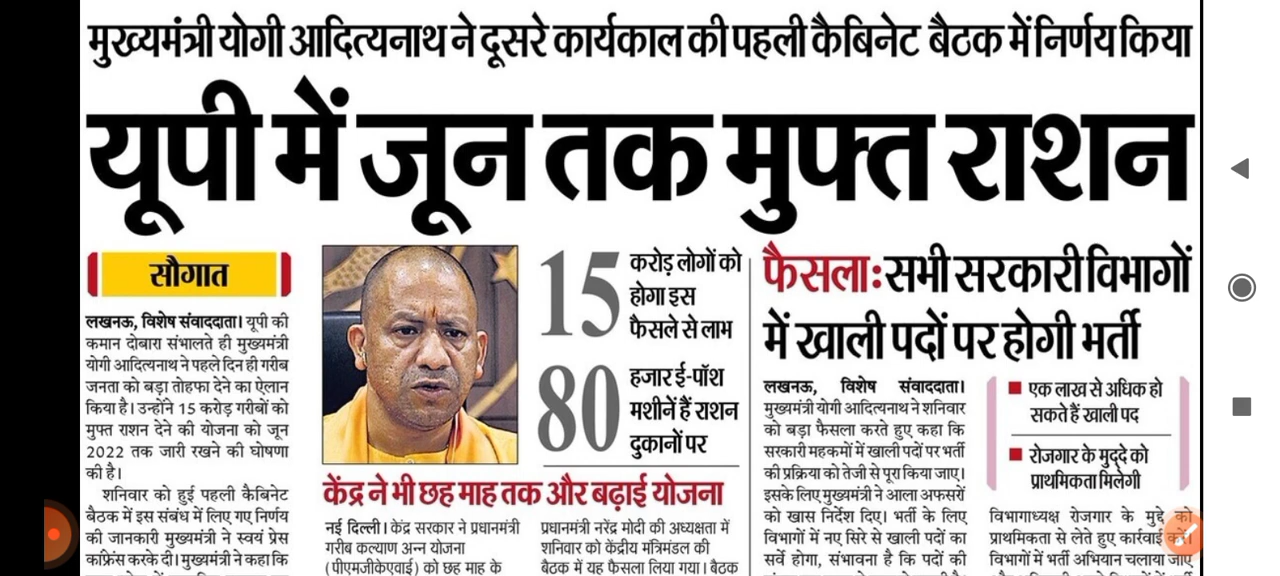 मुख्यमंत्री योगी आदित्यनाथ ने दूसरे कार्यकाल की पहली कैबिनेट बैठक में निर्णय किया
यूपी में जून तक मुफ्त राशन
सौगात
लखनऊ, विशेष संवाददाता। यूपी की
कमान दोबारा संभालते ही मुख्यमंत्री
योगी आदित्यनाथ ने पहले दिन ही गरीब
जनता को बड़ा तोहफा देने का ऐलान
किया है। उन्होंने 15 करोड़ गरीबों को
मुफ्त राशन देने की योजना को जून
2022 तक जारी रखने की घोषणा
की है।
शनिवार को हुई पहली कैबिनेट
बैठक में इस संबंध में लिए गए निर्णय
की जानकारी मुख्यमंत्री ने स्वयं प्रेस
कांफ्रेंस करके दी। मुख्यमंत्री ने कहा कि
15 करोड़ लोगों को
होगा इस
फैसले से लाभ
80 हजार ई-पॉश
मशीनें हैं राशन
दुकानों पर
केंद्र ने भी छह माह तक और बढ़ाई योजना
नई दिल्ली। केंद्र सरकार ने प्रधानमंत्री
गरीब कल्याण अन्न योजना
(पीएमजीकेएवाई) को छह माह के
प्रधानमंत्री नरेंद्र मोदी की अध्यक्षता में
शनिवार को केंद्रीय मंत्रिमंडल की
बैठक में यह फैसला लिया गया। बैठक
फैसला: सभी सरकारी विभागों
में खाली पदों पर होगी भर्ती
लखनऊ, विशेष संवाददाता।
मुख्यमंत्री योगी आदित्यनाथ ने शनिवार
को बड़ा फैसला करते हुए कहा कि
सरकारी महकमों में खाली पदों पर भर्ती
की प्रक्रिया को तेजी से पूरा किया जाए।
इसके लिए मुख्यमंत्री ने आला अफसरों
को खास निर्देश दिए। भर्ती के लिए
विभागों में नए सिरे से खाली पदों का
सर्वे होगा, संभावना है कि पदों की
एक लाख से अधिक हो
सकते हैं खाली पद
रोजगार के मुद्दे को
प्राथमिकता मिलेगी
विभागाध्यक्ष रोजगार के मुद्दे को
प्राथमिकता से लेते हुए कार्रवाई करें।
विभागों में भर्ती अभियान चलाया जाए